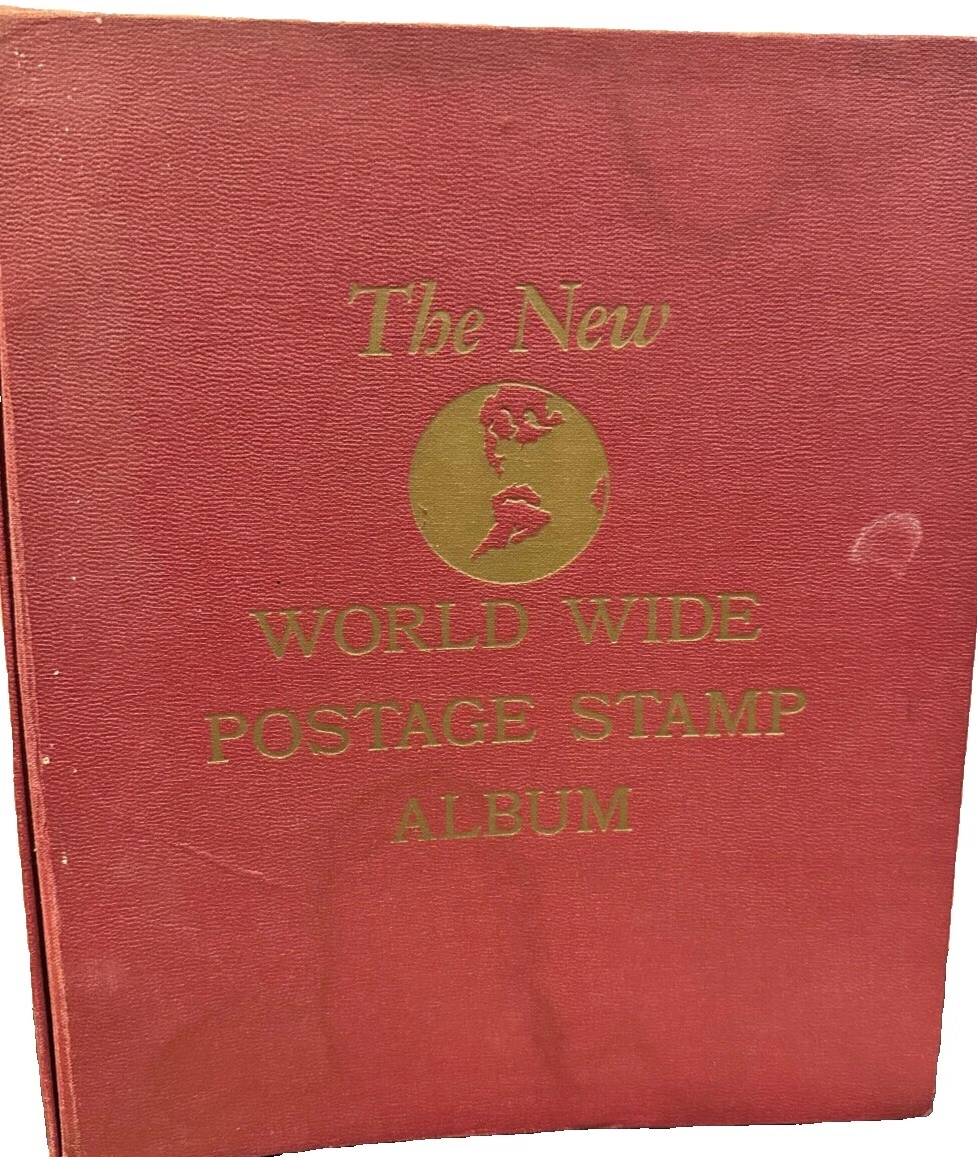 The New
WORLD WIDE
POSTAGE STAMP
ALBUM